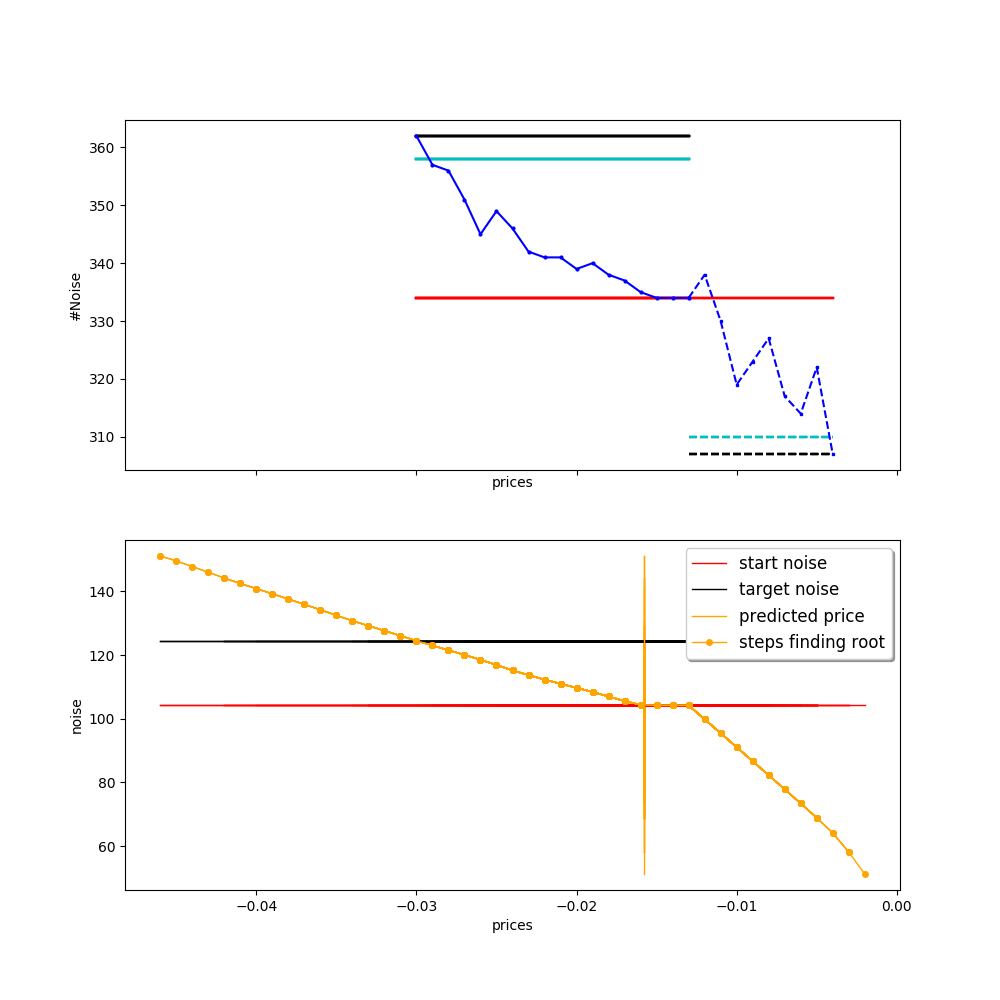 360
350
340
330
320
310
#Noise
prices
start noise
target noise
predicted price
steps finding root
140
120
100
80
60
noise
−0.04 −0.03 −0.02 −0.01 0.00
prices